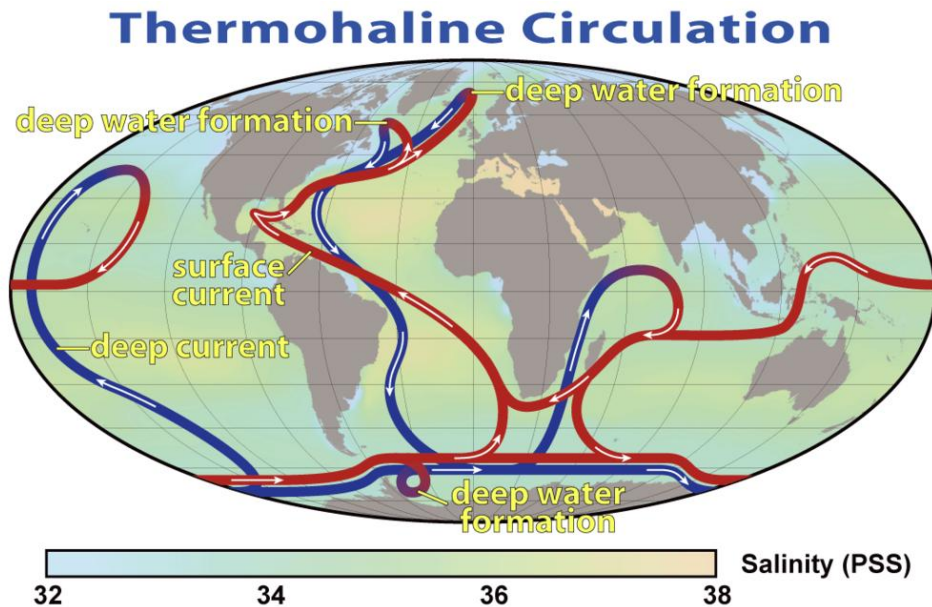 Thermohaline Circulation
deep water formation
deep water formation
surface
current
deep current
deep water
formation
Salinity (PSS)
32
34
36
38